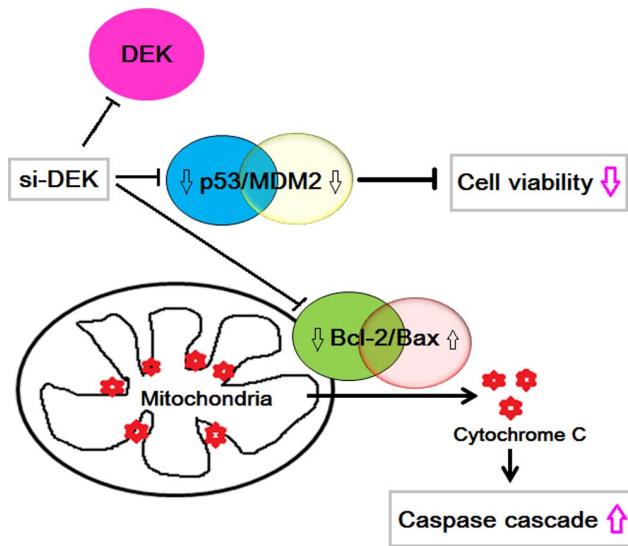 DEK
si-DEK
p53/MDM2
Cell viability
Bcl-2/Bax
Mitochondria
Cytochrome C
Caspase cascade